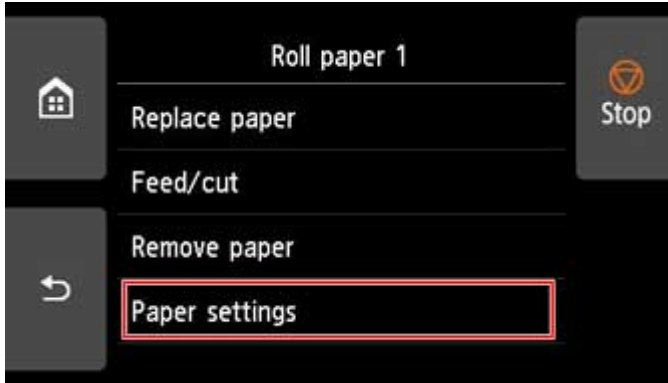 Roll paper 1
Stop
Replace paper
Feed/cut
Remove paper
Paper settings